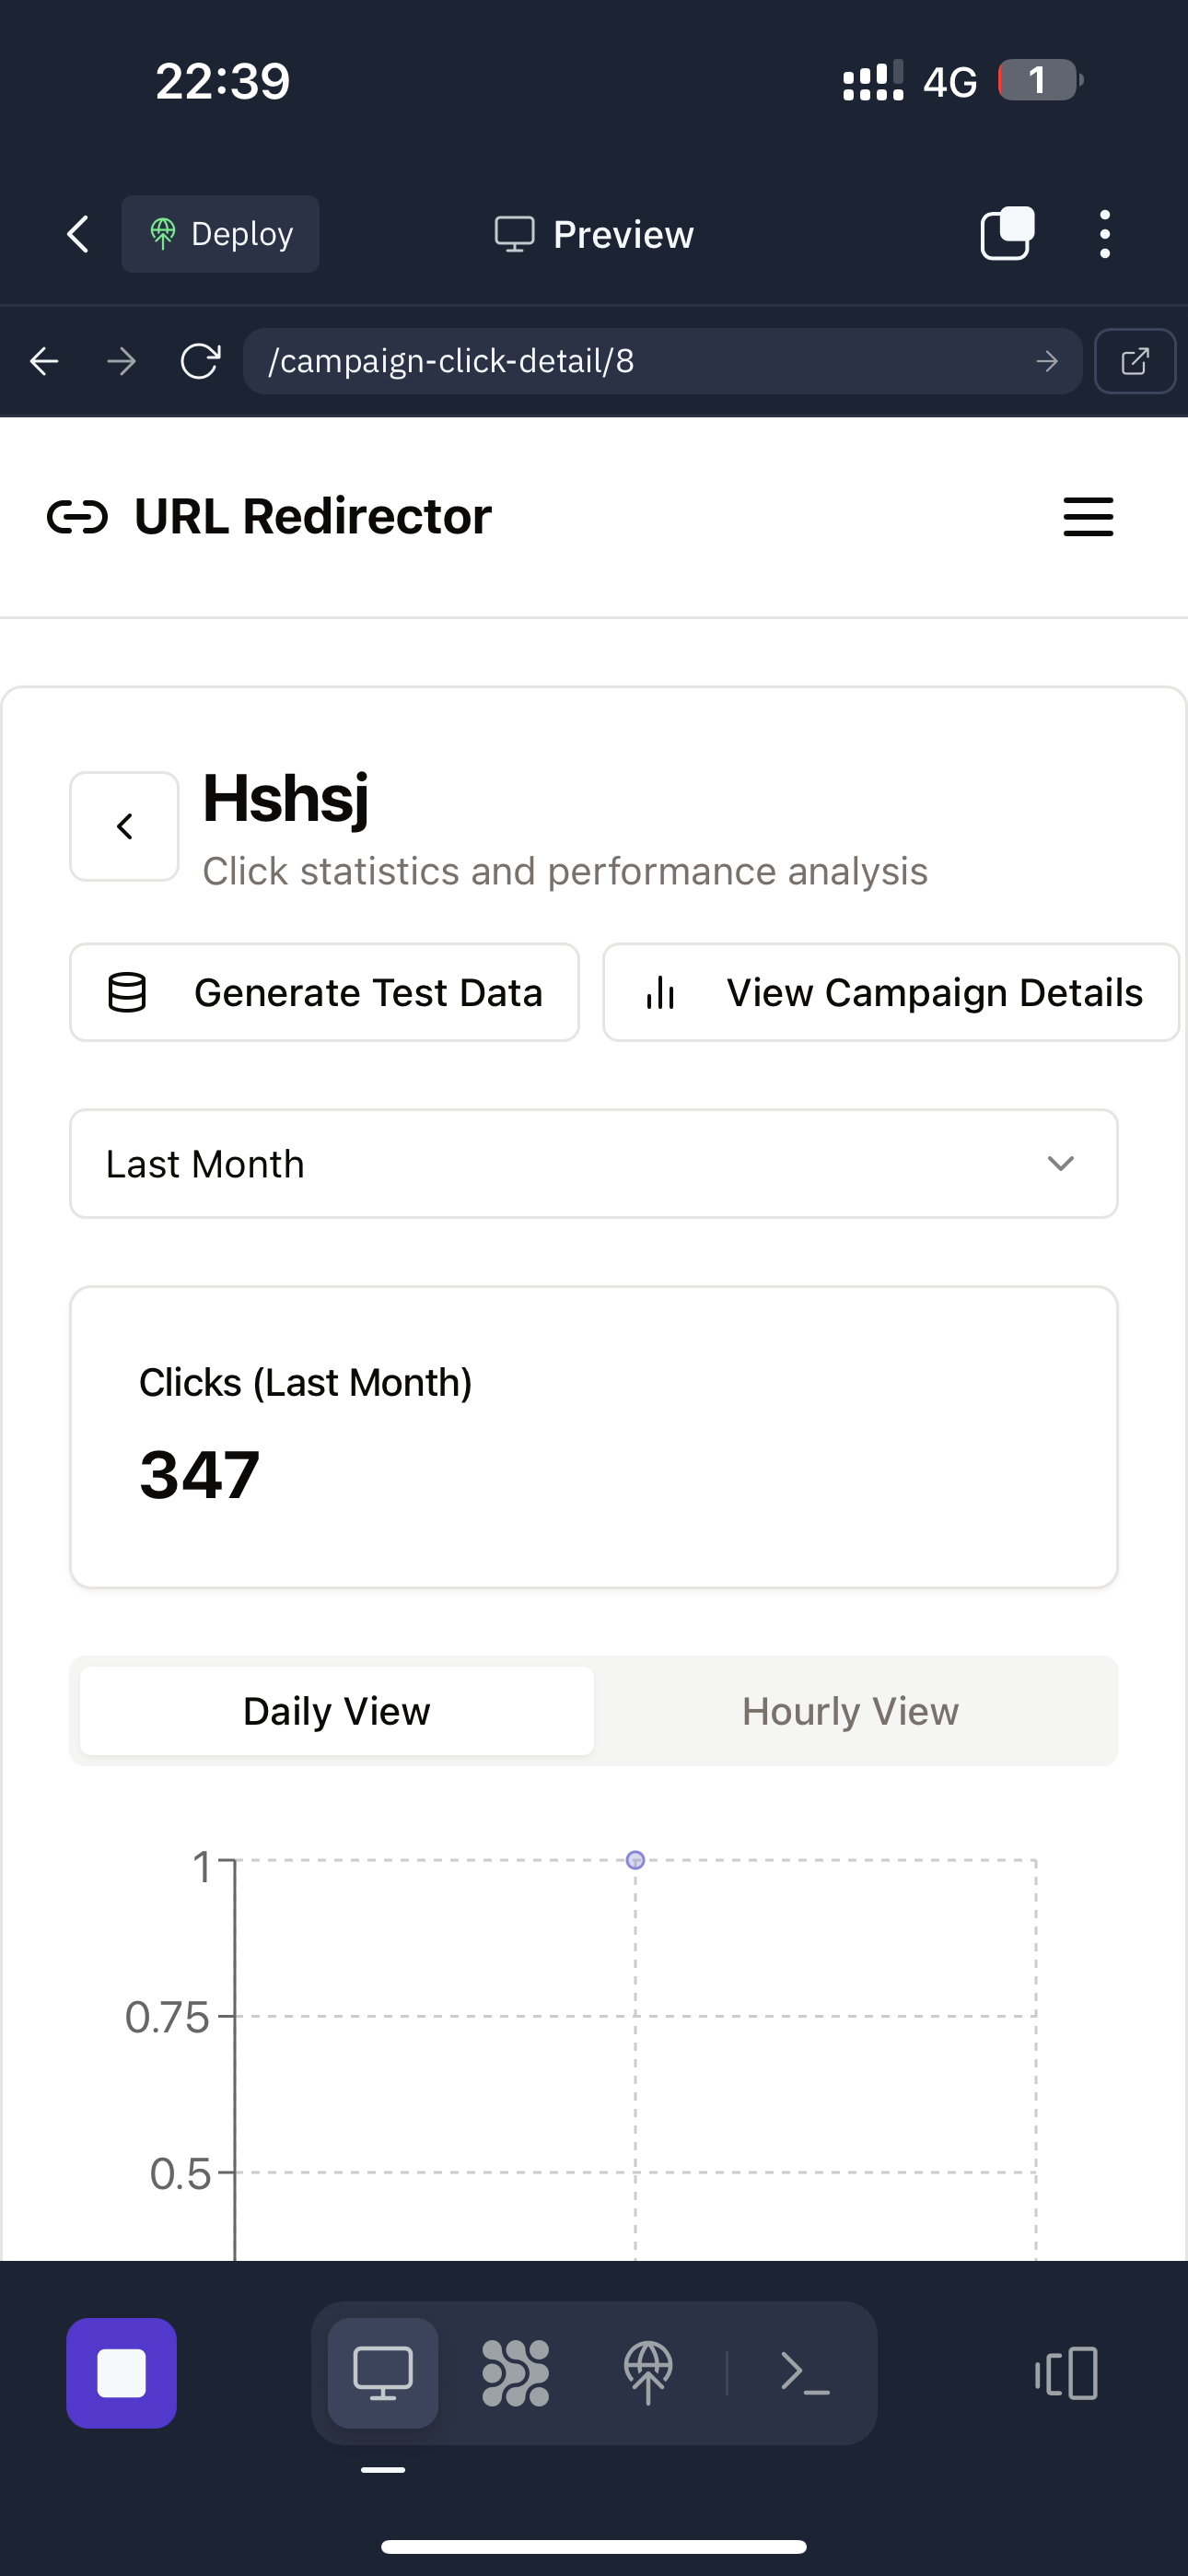 22:39
4G 1
Deploy
Preview
/campaign-click-detail/8
URL Redirector
Hshsj
Click statistics and performance analysis
Generate Test Data
View Campaign Details
Last Month
Clicks (Last Month)
347
Daily View
Hourly View
1
0.75
0.5